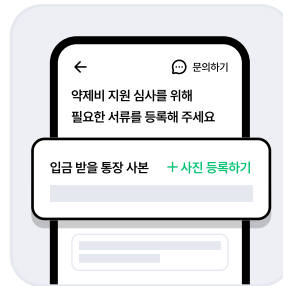 문의하기
약제비 지원 심사를 위해
필요한 서류를 등록해 주세요
입금 받을 통장 사본 + 사진 등록하기